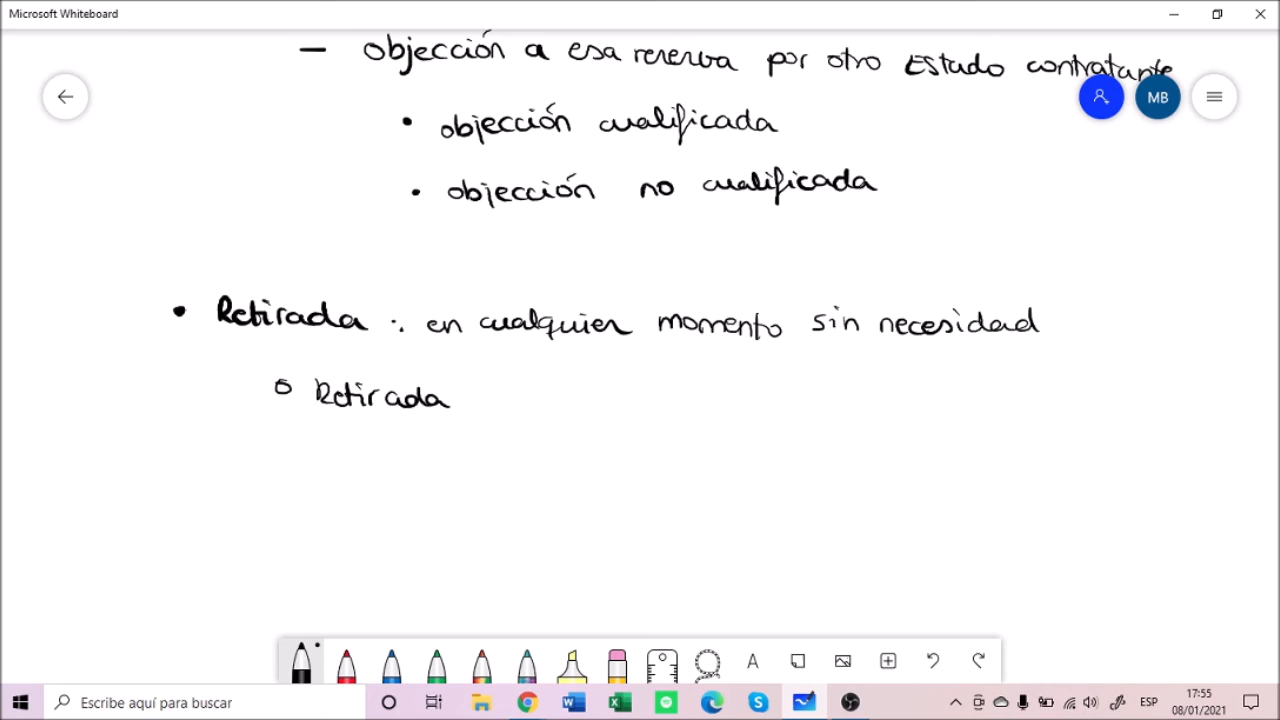 Microsoft Whiteboard
— objección a esa reserva por otro Estado contratante
MB
• objección cualificada
• objección no cualificada
• Retirada : en cualquier momento sin necesidad
o Retirada
A
Escribe aquí para buscar
ESP
17:55
08/01/2021